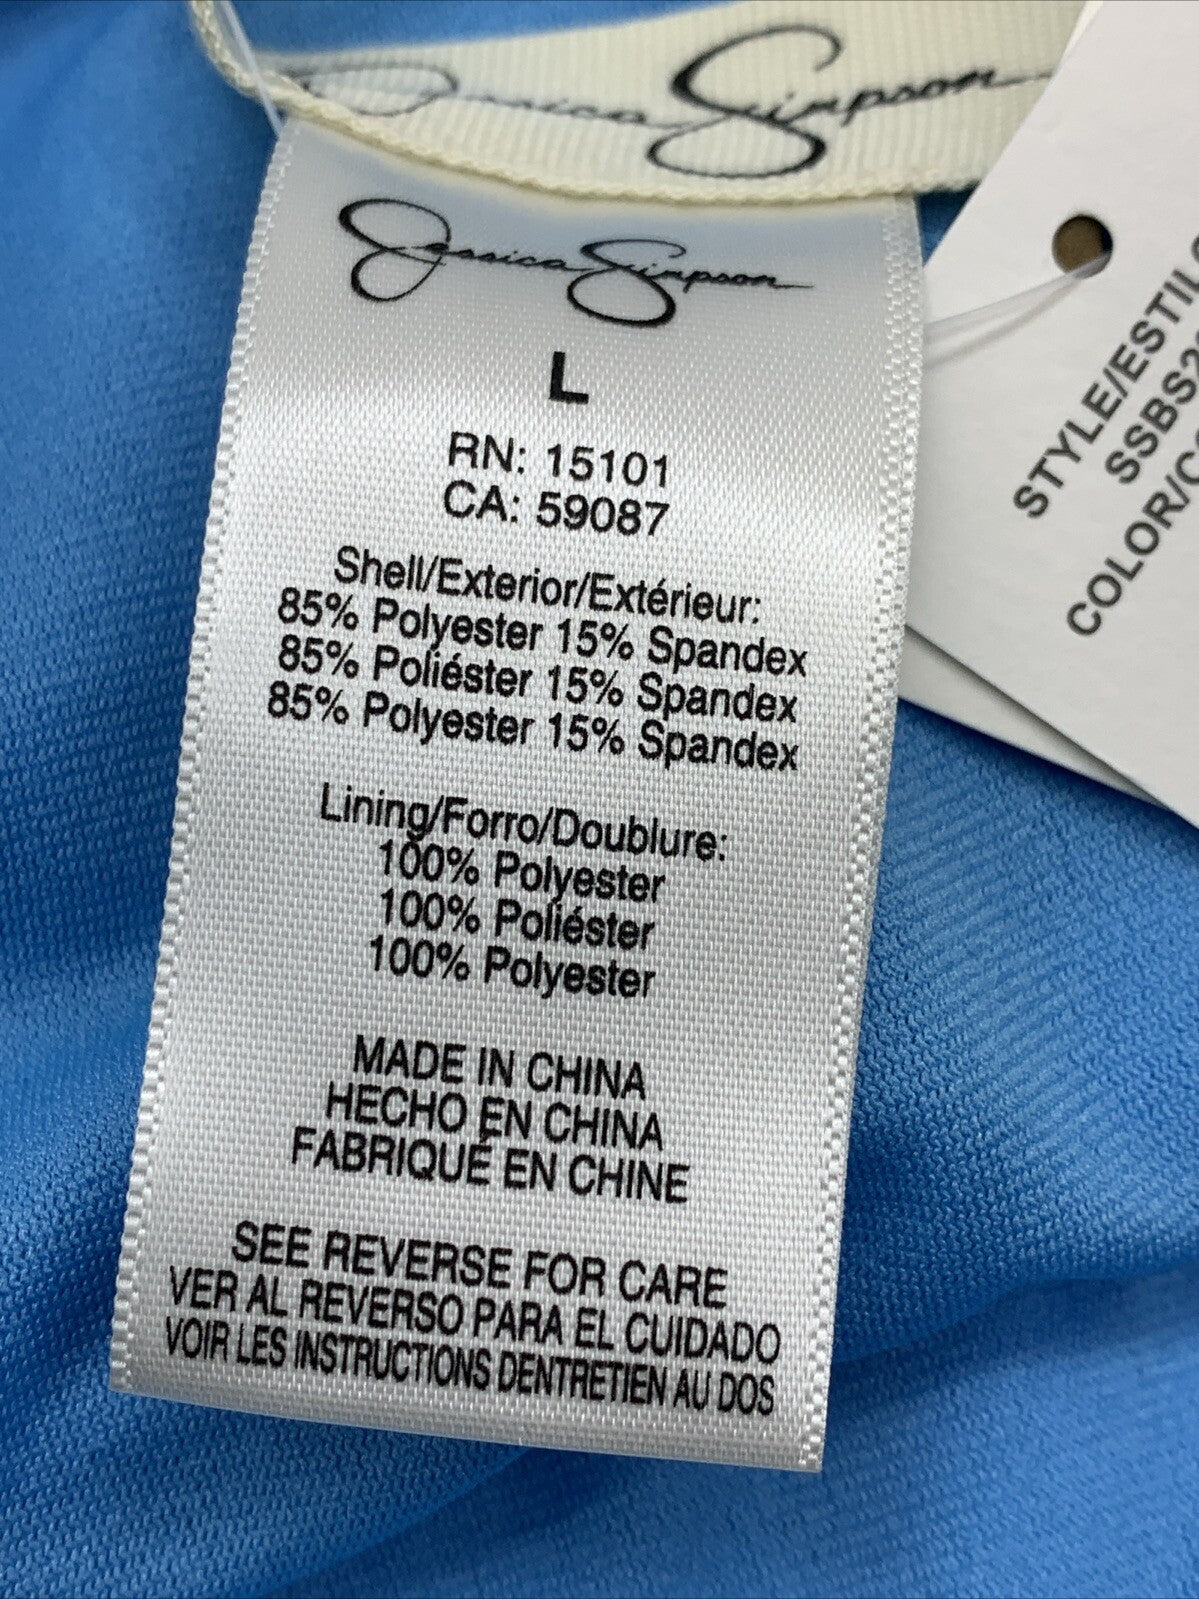 Jessica Simpson
Jessica Simpson
L
RN: 15101
CA: 59087
Shell/Exterior/Extérieur:
85% Polyester 15% Spandex
85% Poliéster 15% Spandex
85% Polyester 15% Spandex
Lining/Forro/Doublure:
100% Polyester
100% Poliéster
100% Polyester
MADE IN CHINA
HECHO EN CHINA
FABRIQUÉ EN CHINE
SEE REVERSE FOR CARE
VER AL REVERSO PARA EL CUIDADO
VOIR LES INSTRUCTIONS DENTRETIEN AU DOS
STYLE/ESTILO
SSBS2
COLOR/C